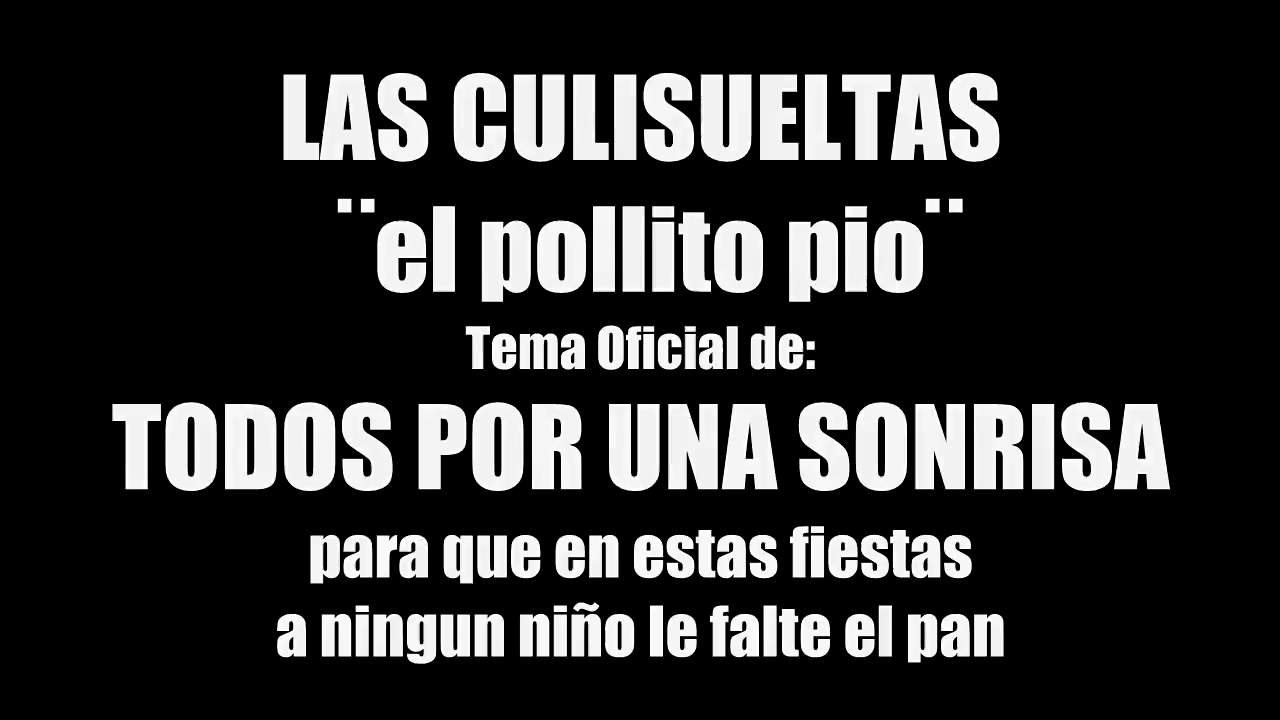 LAS CULISUELTAS
¨el pollito pio¨
Tema Oficial de:
TODOS POR UNA SONRISA
para que en estas fiestas
a ningun niño le falte el pan